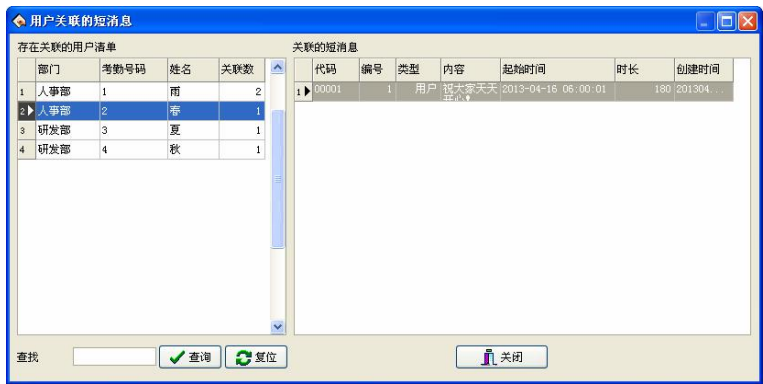 用户关联的短消息
存在关联的用户清单 关联的短消息
部门 考勤号码 姓名 关联数
1 人事部 1 雨 2
2 人事部 2 春 1
3 研发部 3 夏 1
4 研发部 4 秋 1
代码 编号 类型 内容 起始时间 时长 创建时间
1 00001 1 用户 祝大家天天 2013-04-16 06:00:01 180 201304...
开心!
查找 查询 复位 关闭